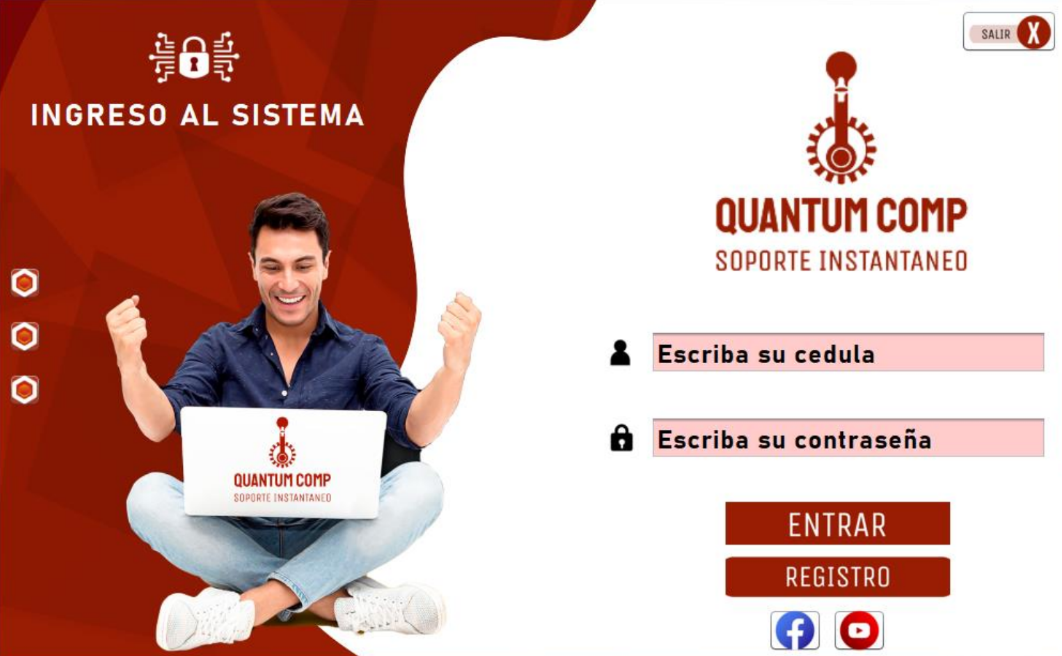 INGRESO AL SISTEMA
SALIR X
QUANTUM COMP
SOPORTE INSTANTANEO
Escriba su cedula
Escriba su contraseña
ENTRAR
REGISTRO
QUANTUM COMP
SOPORTE INSTANTANEO